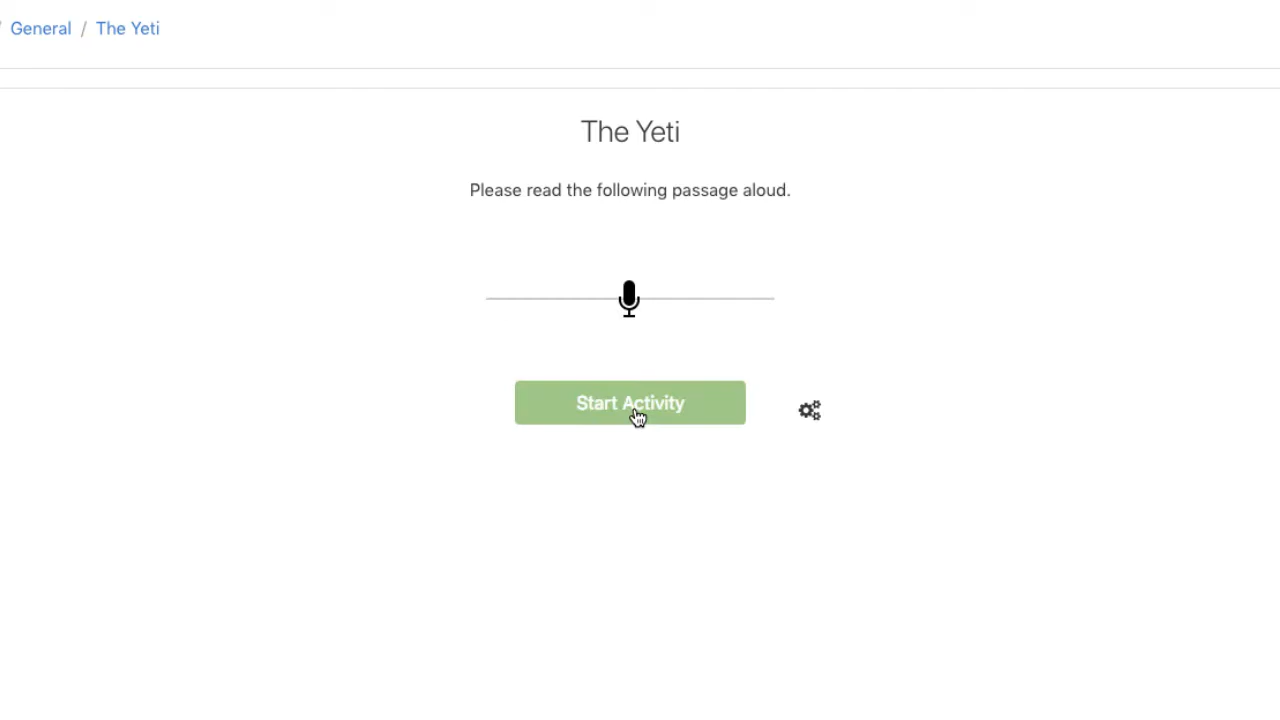 / General / The Yeti
The Yeti
Please read the following passage aloud.
Start Activity